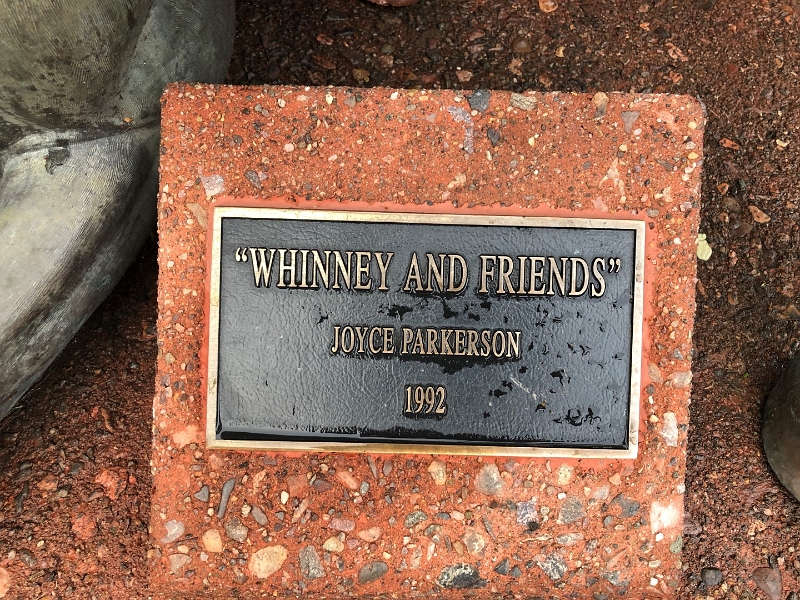 “WHINNEY AND FRIENDS”
JOYCE PARKERSON
1992